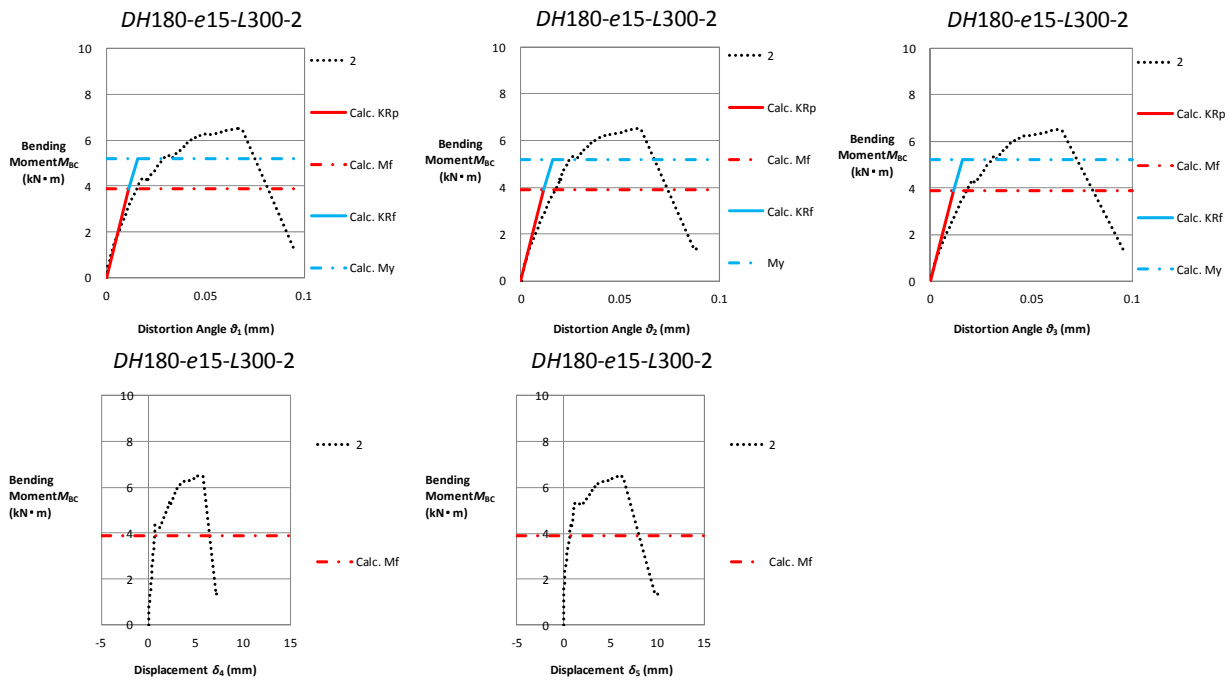 DH180-e15-L300-2
10
8
6
4
2
0
Bending
MomentM_BC
(kN・m)
0
0.05
0.1
Distortion Angle ϑ₁ (mm)
2
Calc. KRp
Calc. Mf
Calc. KRf
Calc. My
DH180-e15-L300-2
10
8
6
4
2
0
Bending
MomentM_BC
(kN・m)
0
0.05
0.1
Distortion Angle ϑ₂ (mm)
2
Calc. KRp
Calc. Mf
Calc. KRf
My
DH180-e15-L300-2
10
8
6
4
2
0
Bending
MomentM_BC
(kN・m)
0
0.05
0.1
Distortion Angle ϑ₃ (mm)
2
Calc. KRp
Calc. Mf
Calc. KRf
Calc. My
DH180-e15-L300-2
10
8
6
4
2
0
Bending
MomentM_BC
(kN・m)
-5
0
5
10
15
Displacement δ₄ (mm)
2
Calc. Mf
DH180-e15-L300-2
10
8
6
4
2
0
Bending
MomentM_BC
(kN・m)
-5
0
5
10
15
Displacement δ₅ (mm)
2
Calc. Mf